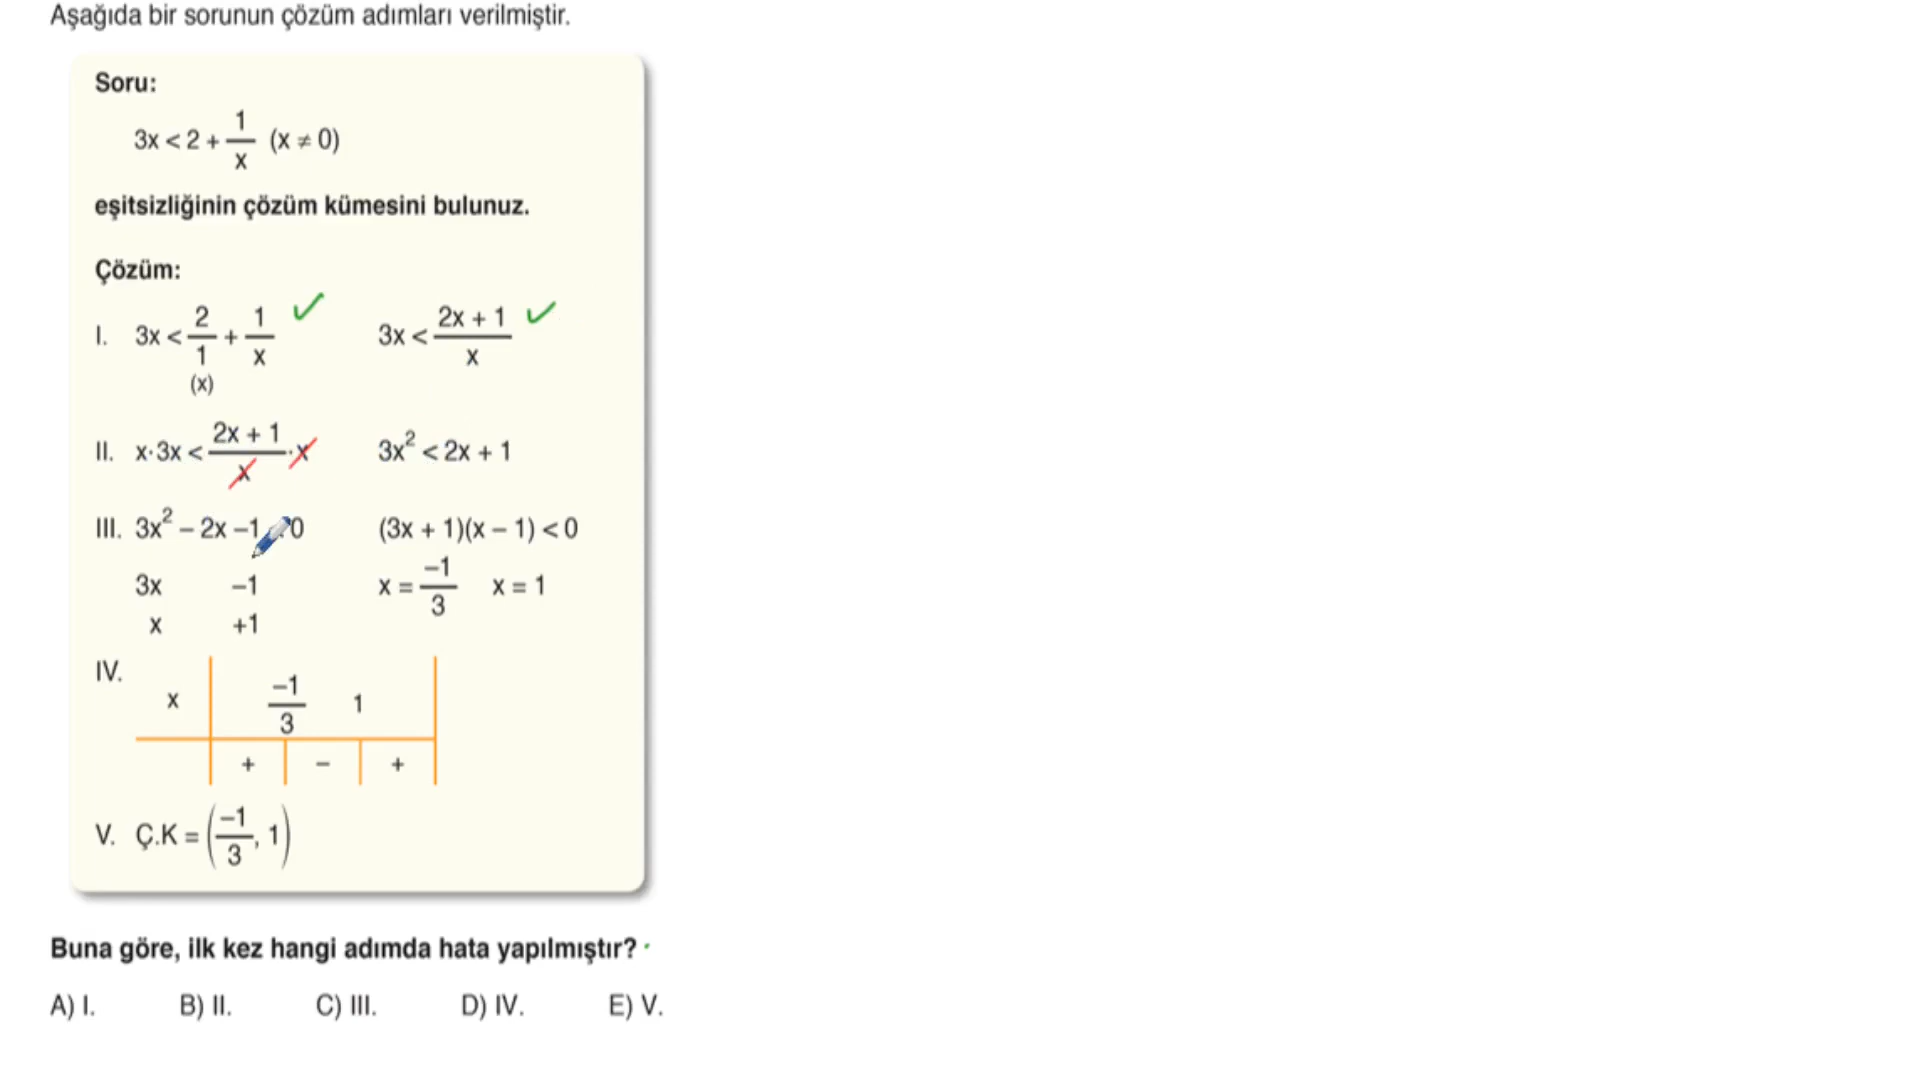 Aşağıda bir sorunun çözüm adımları verilmiştir.
Soru:
3x < 2 + 1/x (x ≠ 0)
eşitsizliğinin çözüm kümesini bulunuz.
Çözüm:
I. 3x < 2/1 + 1/x 3x < (2x + 1)/x
(x)
II. x·3x < (2x + 1)/x · x 3x² < 2x + 1
III. 3x² – 2x –1 0 (3x + 1)(x – 1) < 0
3x –1 x = –1/3 x = 1
x +1
IV.
x –1/3 1
+ – +
V. Ç.K = (–1/3, 1)
Buna göre, ilk kez hangi adımda hata yapılmıştır?
A) I. B) II. C) III. D) IV. E) V.